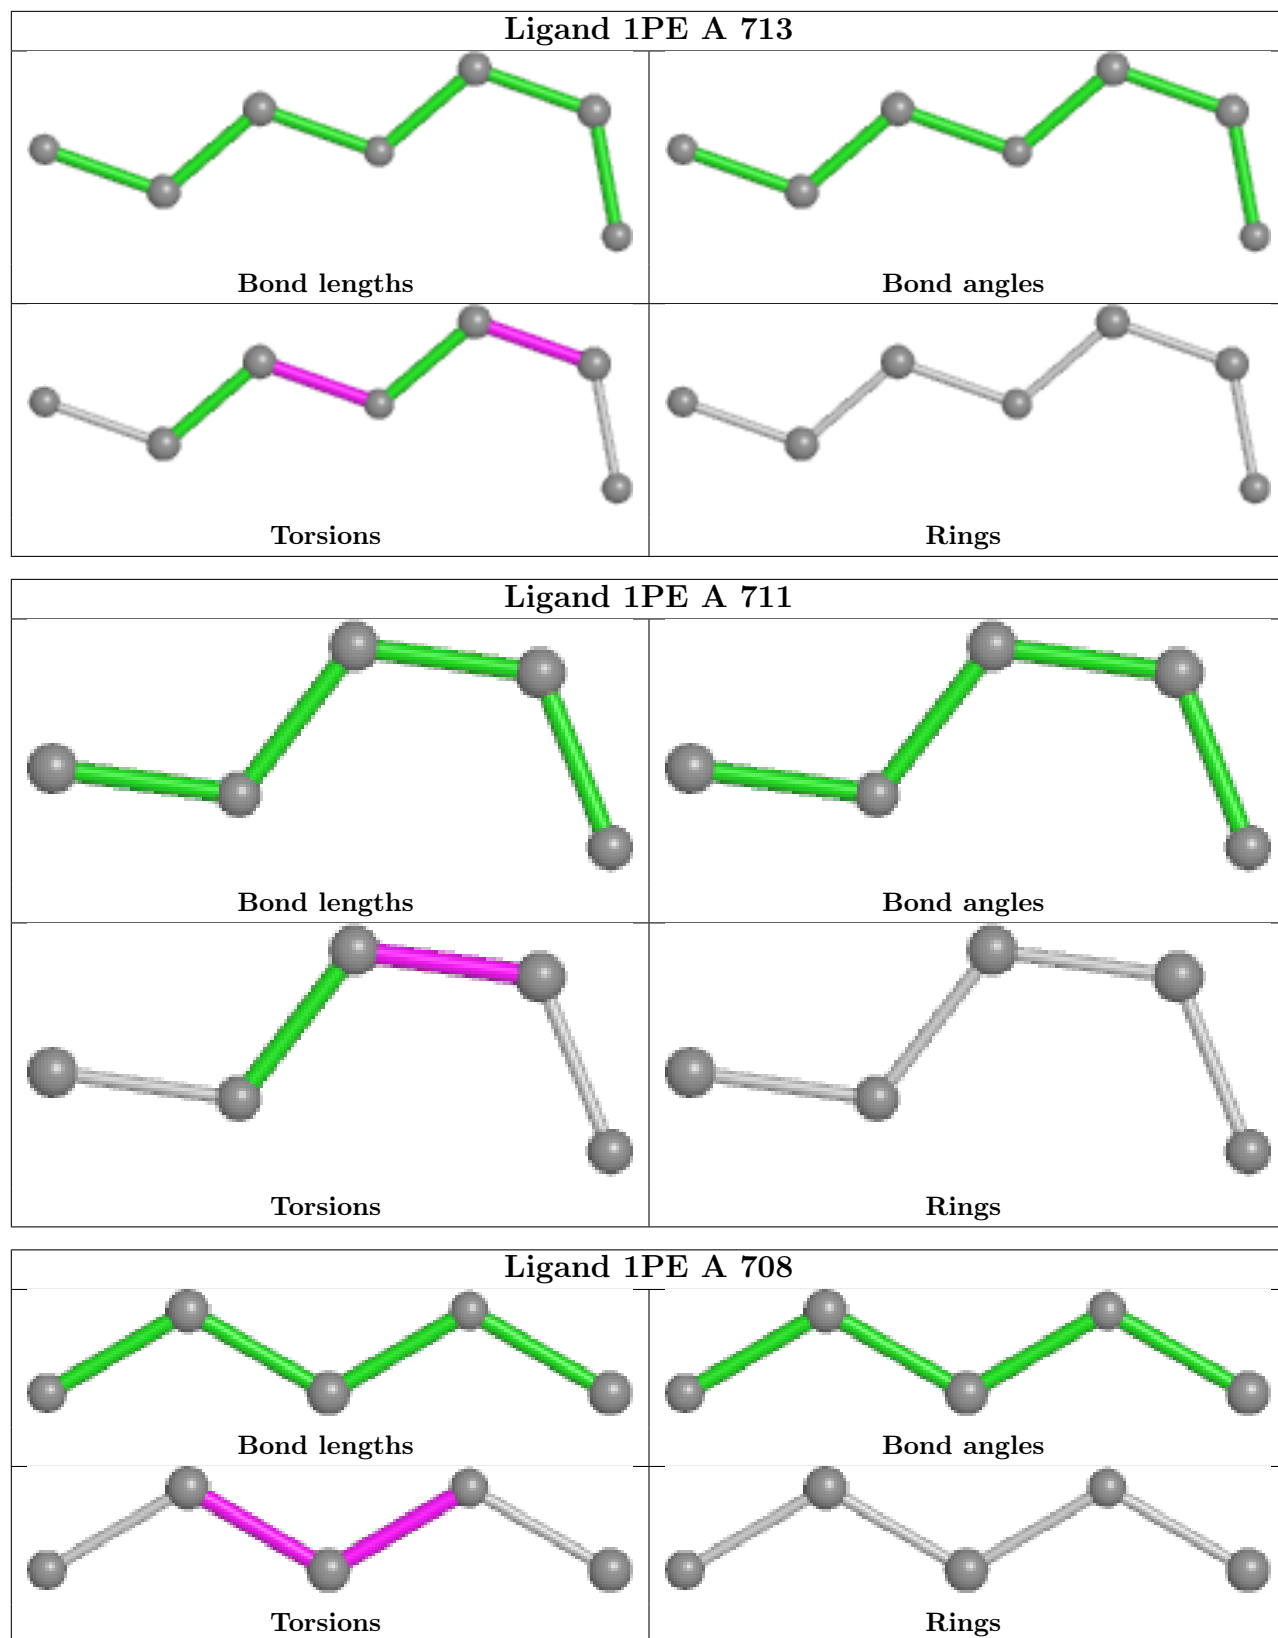 Ligand 1PE A 713
Bond lengths
Bond angles
Torsions
Rings
Ligand 1PE A 711
Bond lengths
Bond angles
Torsions
Rings
Ligand 1PE A 708
Bond lengths
Bond angles
Torsions
Rings